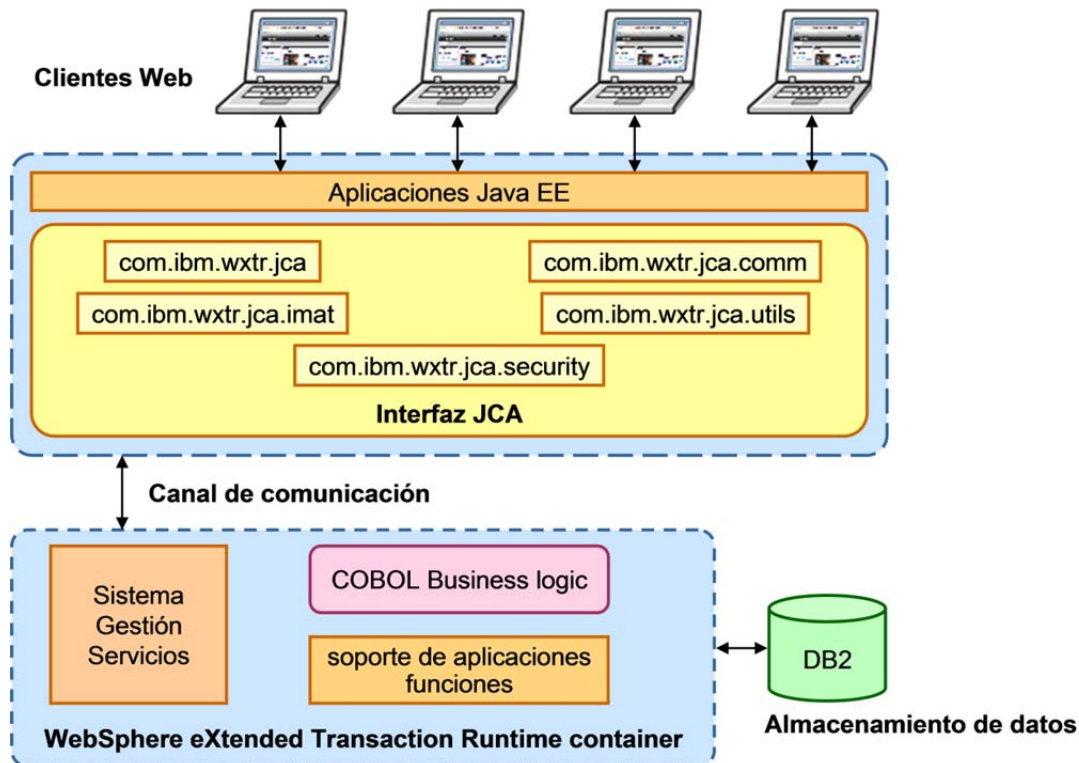 Clientes Web
Aplicaciones Java EE
com.ibm.wxtr.jca
com.ibm.wxtr.jca.comm
com.ibm.wxtr.jca.imat
com.ibm.wxtr.jca.utils
com.ibm.wxtr.jca.security
Interfaz JCA
Canal de comunicación
Sistema
Gestión
Servicios
COBOL Business logic
soporte de aplicaciones
funciones
WebSphere eXtended Transaction Runtime container
DB2
Almacenamiento de datos